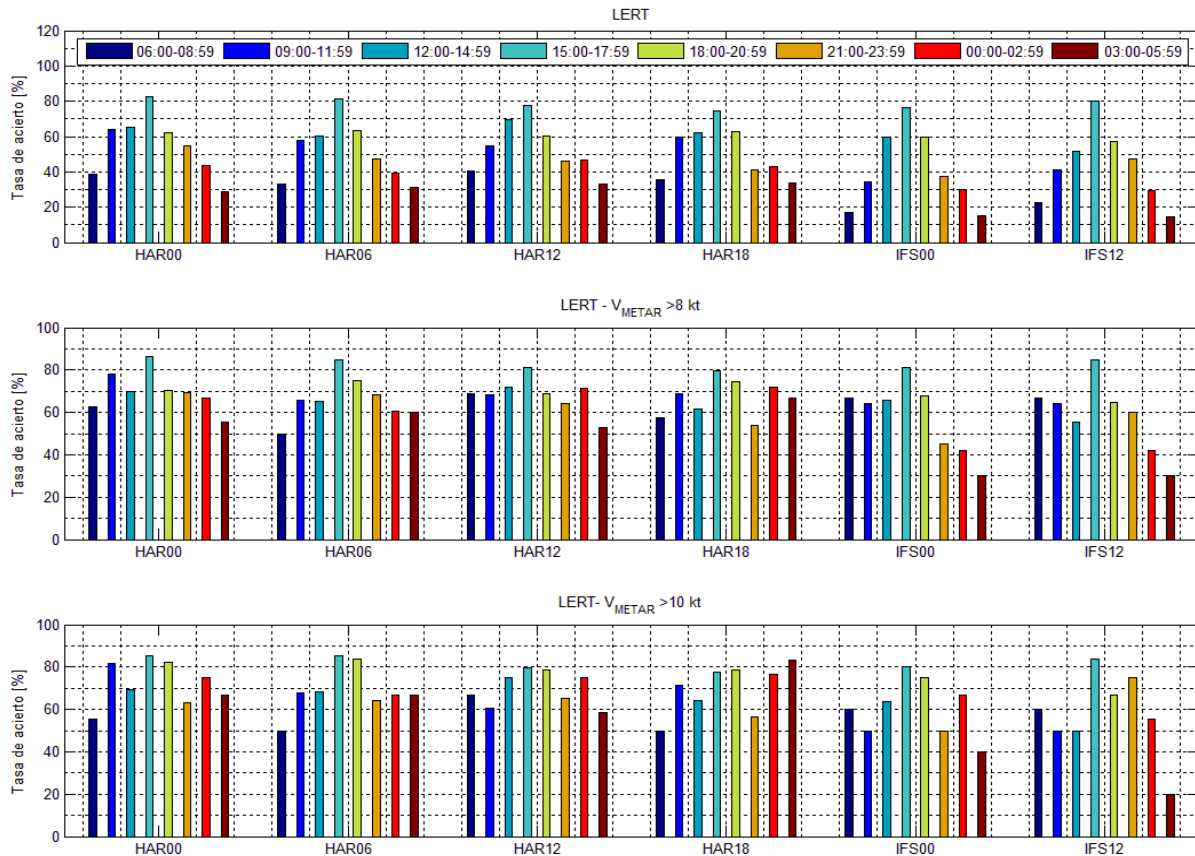 LERT
Tasa de acierto [%]
120
100
80
60
40
20
0
06:00-08:59 09:00-11:59 12:00-14:59 15:00-17:59 18:00-20:59 21:00-23:59 00:00-02:59 03:00-05:59
HAR00 HAR06 HAR12 HAR18 IFS00 IFS12
LERT - V_METAR >8 kt
Tasa de acierto [%]
100
80
60
40
20
0
HAR00 HAR06 HAR12 HAR18 IFS00 IFS12
LERT- V_METAR >10 kt
Tasa de acierto [%]
100
80
60
40
20
0
HAR00 HAR06 HAR12 HAR18 IFS00 IFS12